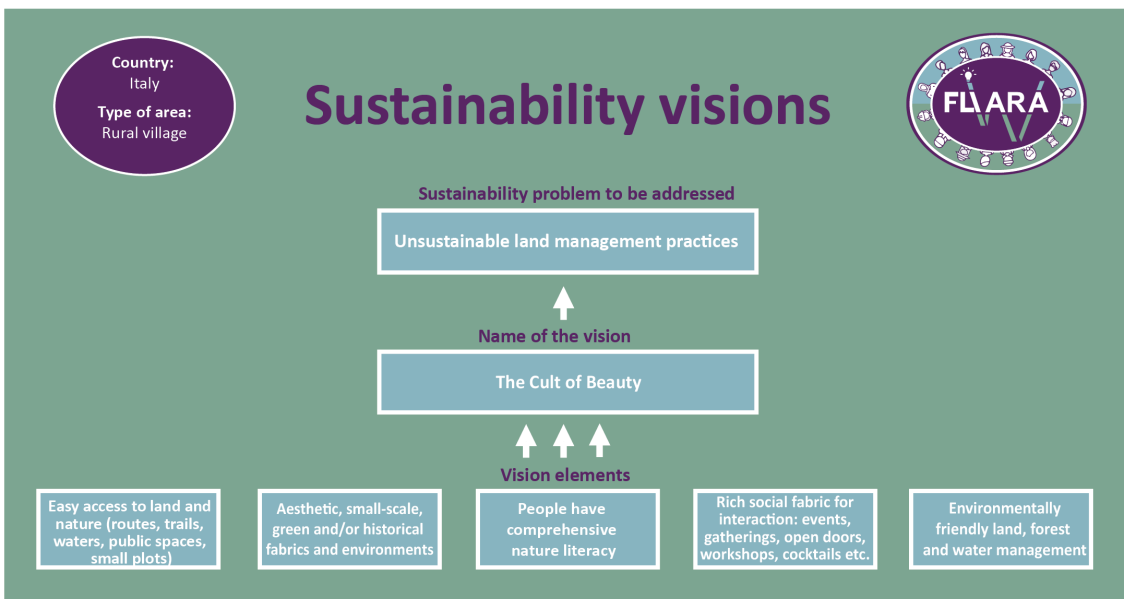 Country:
Italy
Type of area:
Rural village
Sustainability visions
FLIARA
Sustainability problem to be addressed
Unsustainable land management practices
Name of the vision
The Cult of Beauty
Vision elements
Easy access to land and
nature (routes, trails,
waters, public spaces,
small plots)
Aesthetic, small-scale,
green and/or historical
fabrics and environments
People have
comprehensive
nature literacy
Rich social fabric for
interaction: events,
gatherings, open doors,
workshops, cocktails etc.
Environmentally
friendly land, forest
and water management